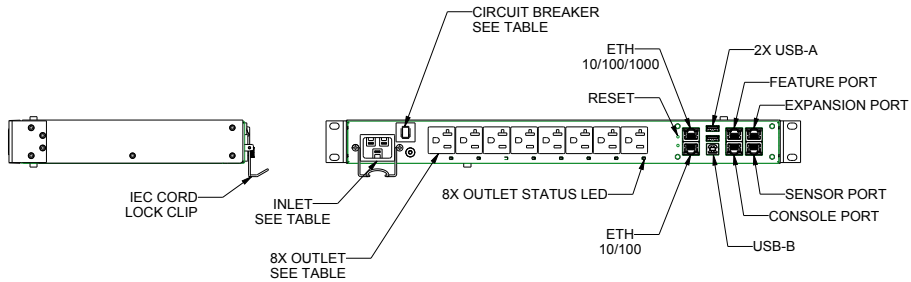 CIRCUIT BREAKER
SEE TABLE
ETH
10/100/1000
2X USB-A
FEATURE PORT
RESET
EXPANSION PORT
IEC CORD
LOCK CLIP
INLET
SEE TABLE
8X OUTLET STATUS LED
SENSOR PORT
CONSOLE PORT
ETH
10/100
USB-B
8X OUTLET
SEE TABLE